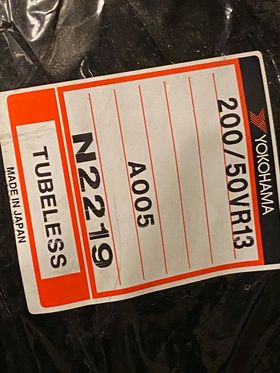 YOKOHAMA
200/50VR13
A005
N2219
TUBELESS
MADE IN JAPAN